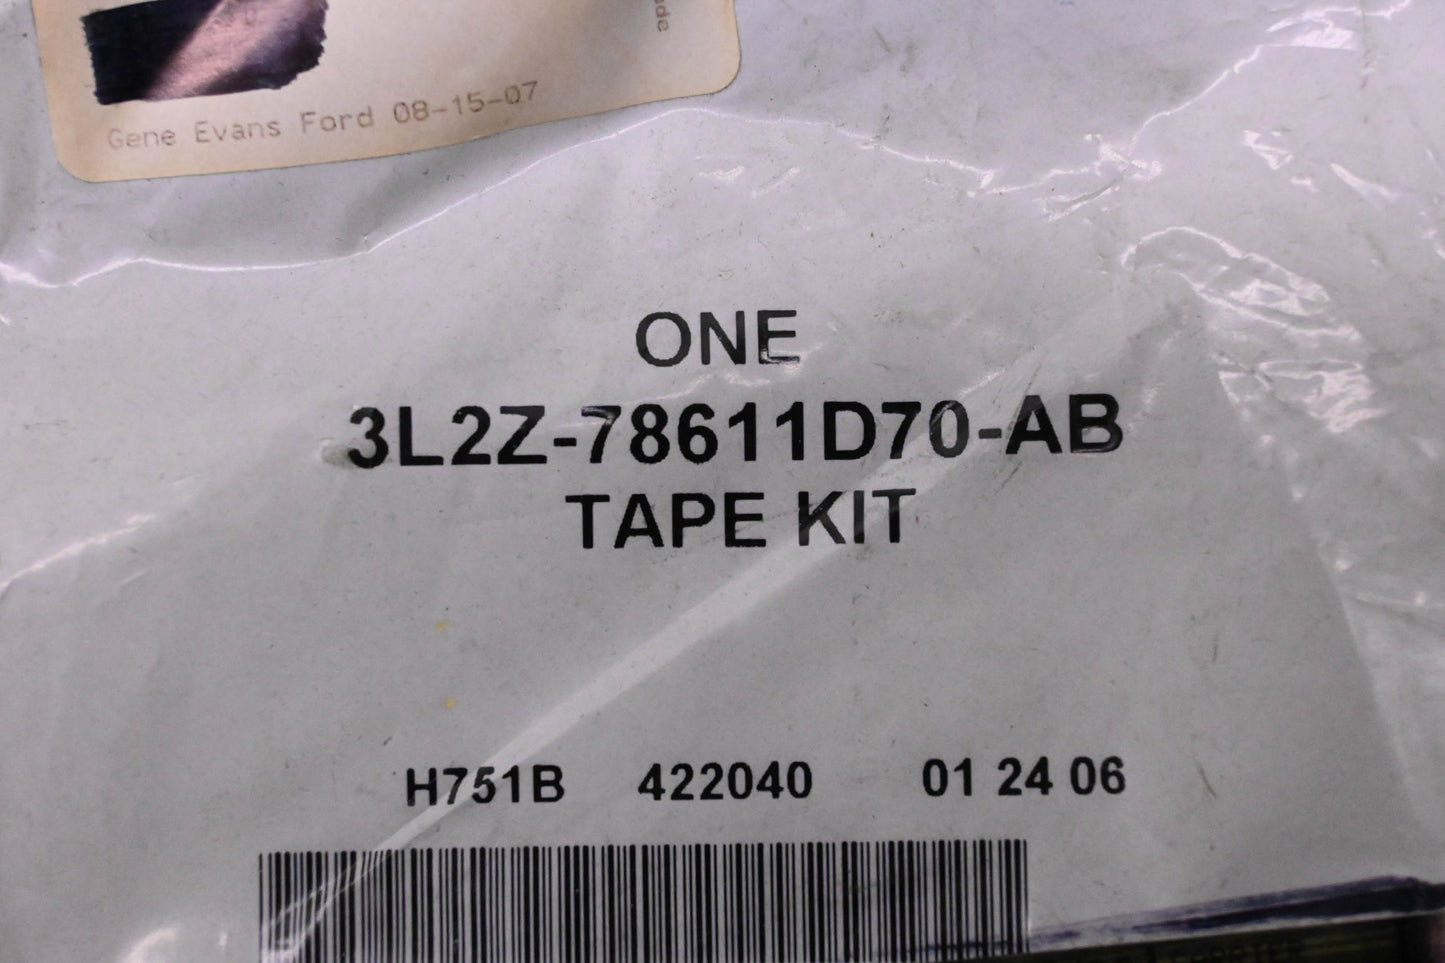 Gene Evans Ford 08-15-07
ONE
3L2Z-78611D70-AB
TAPE KIT
H751B 422040 01 24 06